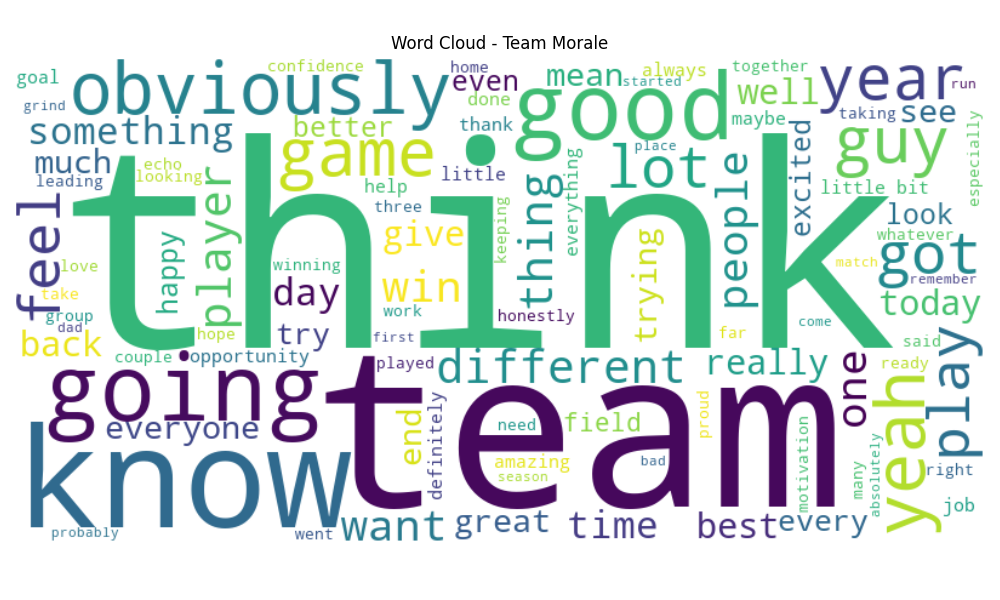 Word Cloud - Team Morale
goal
obviously
confidence
home
even
mean
always
together
year
run
grind
done
started
well
something
better
thank
good
maybe
taking
see
much
echo
game
little
place
lot
guy
especially
leading
looking
help
three
everything
people
excited
little bit
look
feel
player
think
keeping
thing
whatever
love
happy
give
trying
match
got
remember
take
winning
day
win
today
group
work
honestly
dad
hope
try
first
far
come
back
couple
opportunity
played
different
really
said
ready
going
team
one
yeah
play
everyone
end
definitely
need
field
proud
amazing
bad
motivation
many
absolutely
right
know
season
job
probably
went
want
great
time
best
every